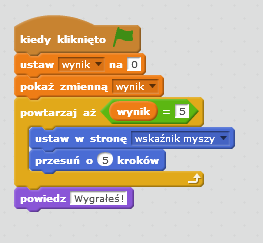 kiedy kliknięto
ustaw wynik na 0
pokaż zmienną wynik
powtarzaj aż wynik = 5
ustaw w stronę wskaźnik myszy
przesuń o 5 kroków
powiedz Wygrałeś!